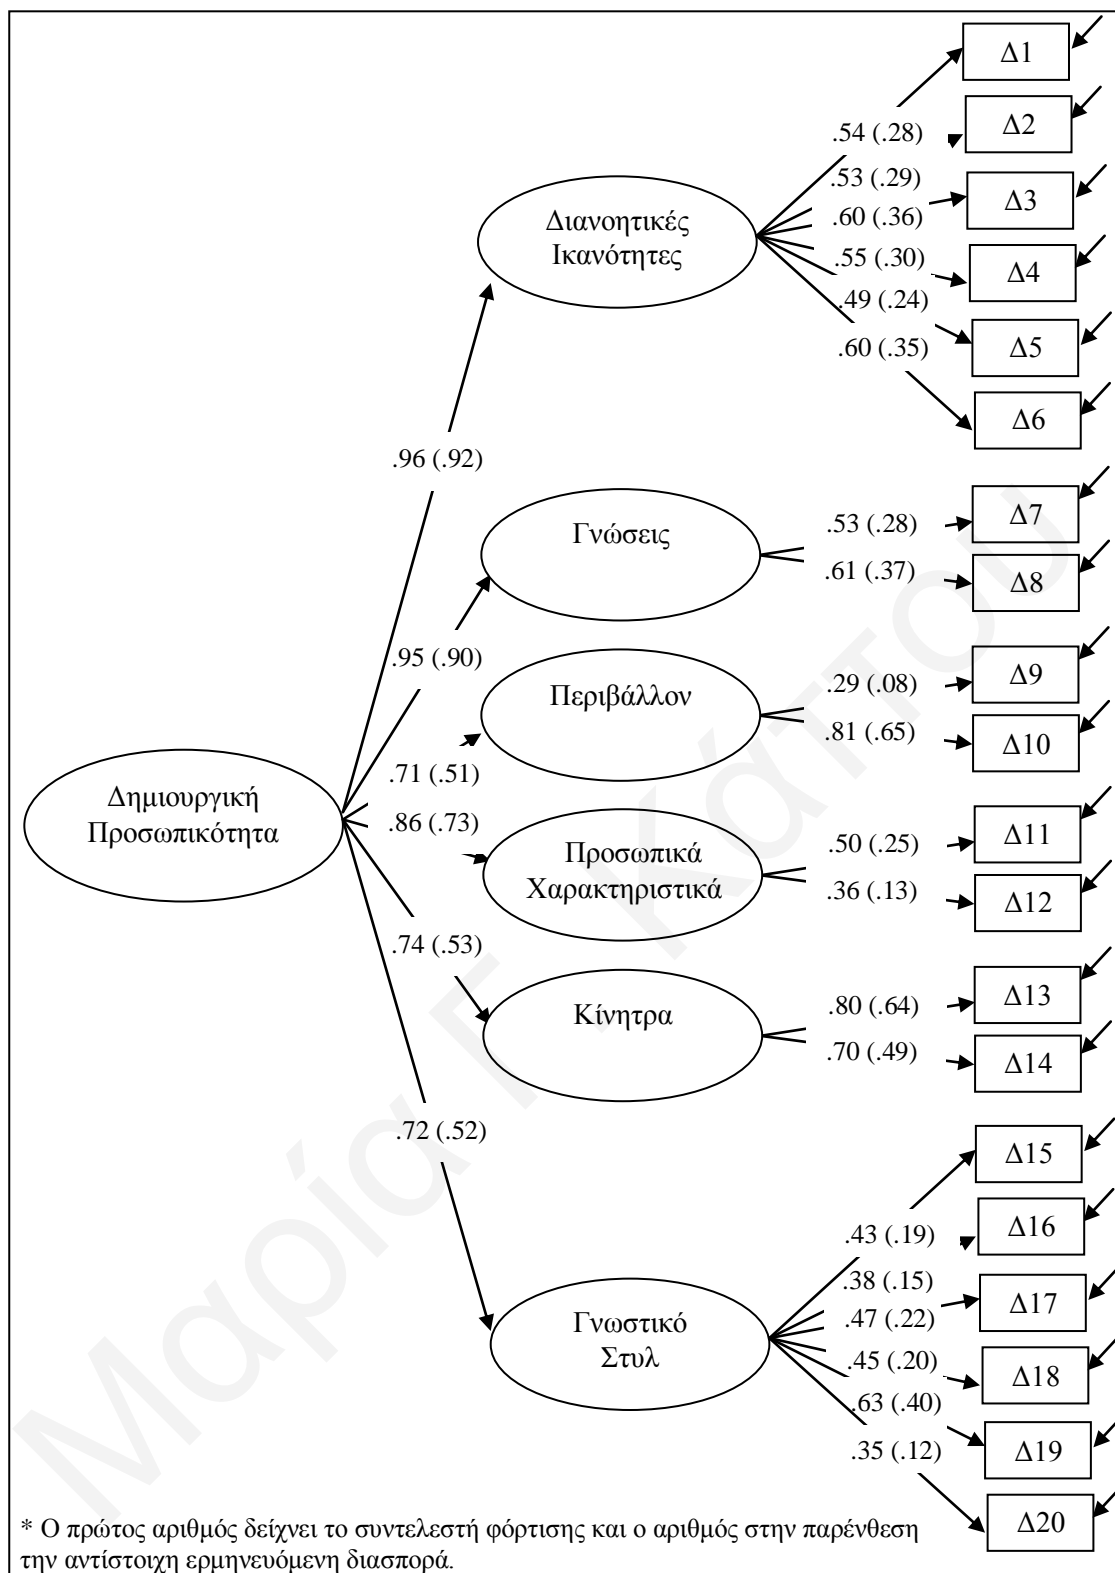 Δ1
.54 (.28)
Δ2
.53 (.29)
Δ3
.60 (.36)
Διανοητικές
Ικανότητες
.55 (.30)
Δ4
.49 (.24)
Δ5
.60 (.35)
Δ6
.96 (.92)
Γνώσεις
.53 (.28)
Δ7
.61 (.37)
Δ8
.95 (.90)
Περιβάλλον
.29 (.08)
Δ9
.81 (.65)
Δ10
.71 (.51)
Δημιουργική
Προσωπικότητα
.86 (.73)
Προσωπικά
Χαρακτηριστικά
.50 (.25)
Δ11
.36 (.13)
Δ12
.74 (.53)
Κίνητρα
.80 (.64)
Δ13
.70 (.49)
Δ14
.72 (.52)
Δ15
.43 (.19)
Δ16
.38 (.15)
Γνωστικό
Στυλ
.47 (.22)
Δ17
.45 (.20)
Δ18
.63 (.40)
Δ19
.35 (.12)
Δ20
* Ο πρώτος αριθμός δείχνει το συντελεστή φόρτισης και ο αριθμός στην παρένθεση
την αντίστοιχη ερμηνευόμενη διασπορά.
Μαρία Γ. Κάττου